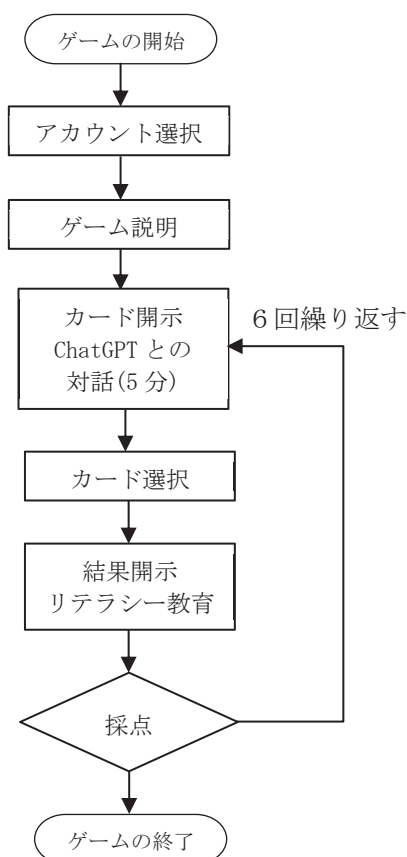 ゲームの開始
アカウント選択
ゲーム説明
カード開示
ChatGPT との
対話(5 分)
６回繰り返す
カード選択
結果開示
リテラシー教育
採点
ゲームの終了